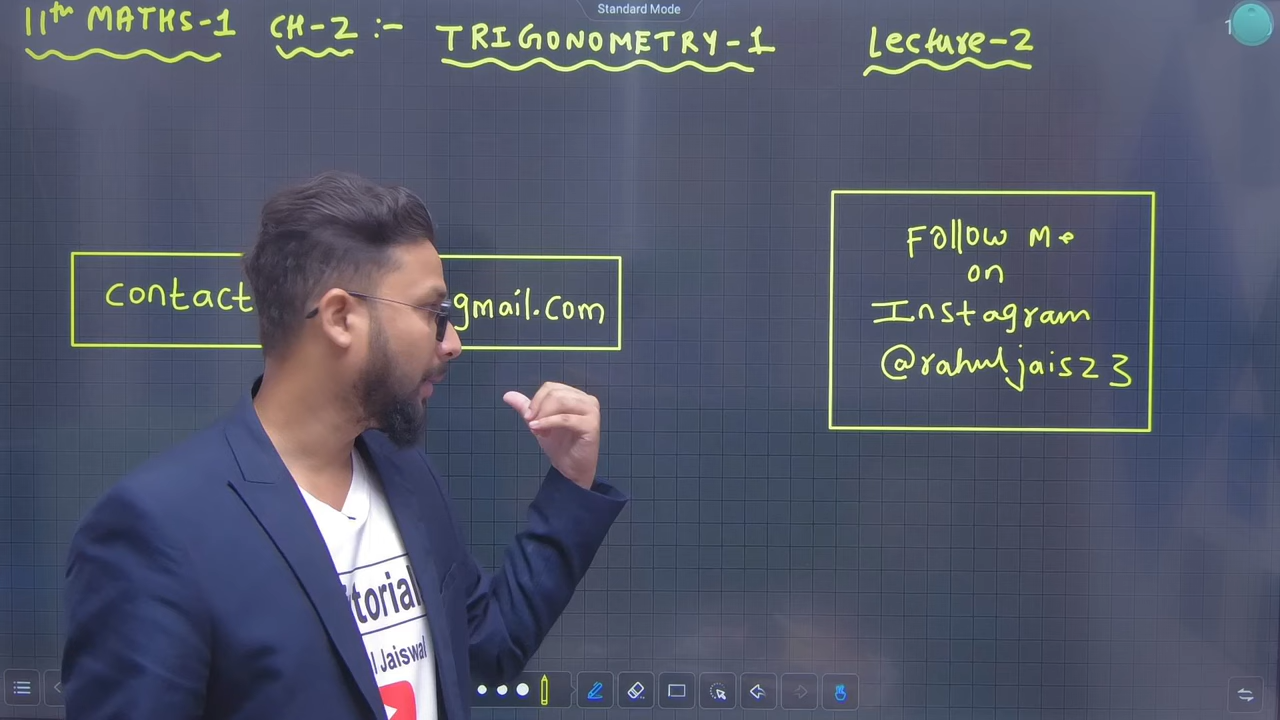 Standard Mode
11th MATHS-1 CH-2 :- TRIGONOMETRY-1 Lecture-2
contact gmail.com
Follow Me
on
Instagram
@rahuljais23
torial
l Jaiswal